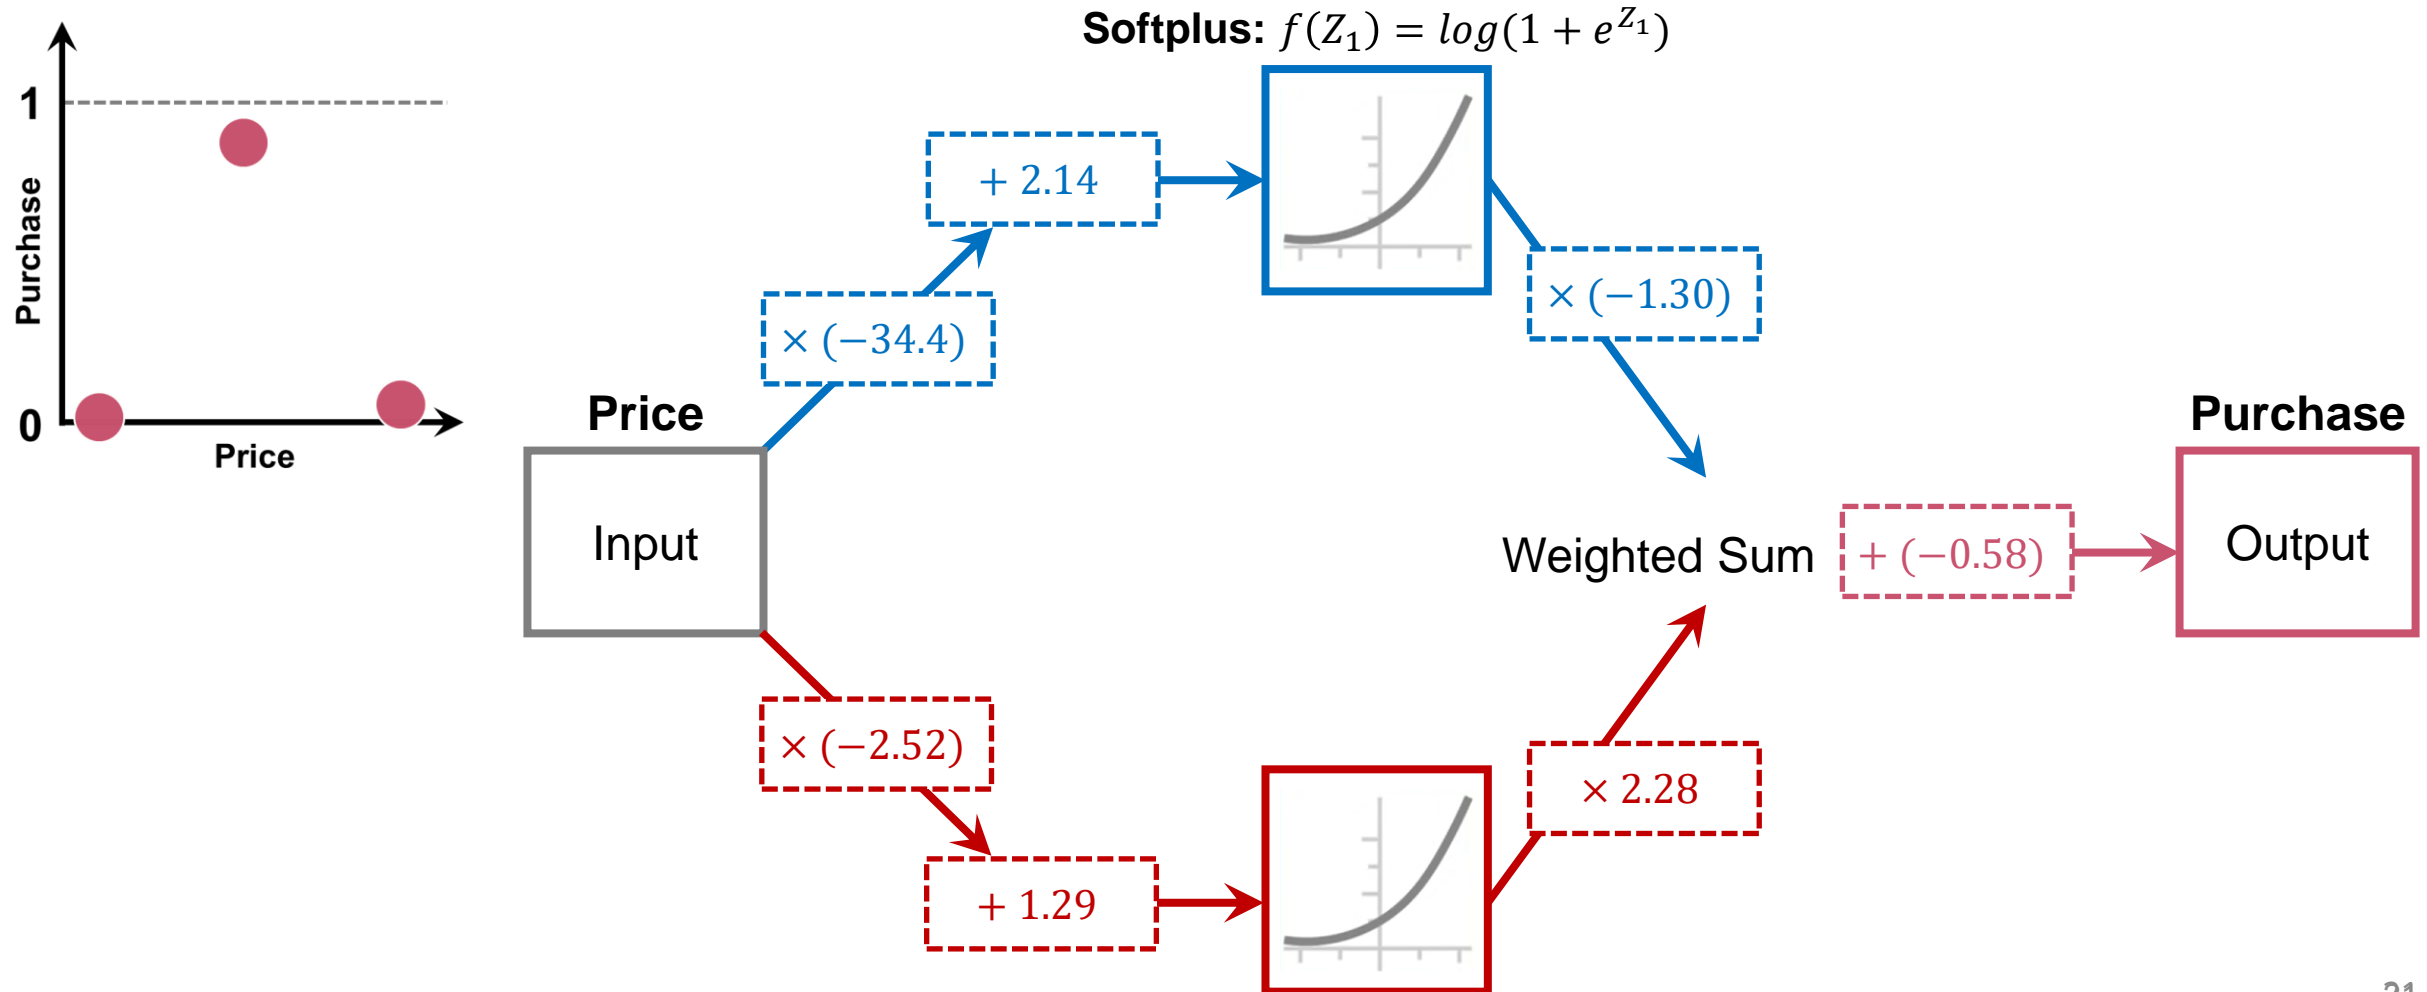 Softplus: f(Z₁) = log(1 + e^Z₁)
1
Purchase
0
Price
+ 2.14
× (−34.4)
× (−1.30)
Price
Input
Weighted Sum
+ (−0.58)
Purchase
Output
× (−2.52)
+ 1.29
× 2.28